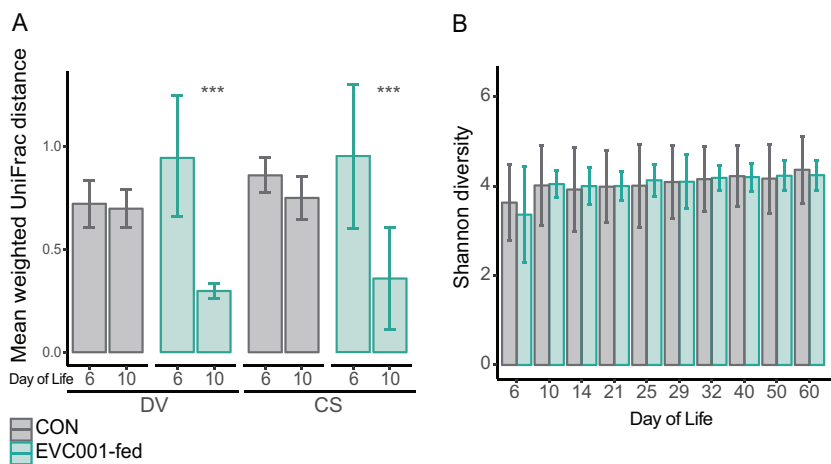 A
Mean weighted UniFrac distance
1.0
0.5
0.0
*** ***
Day of Life 6 10 6 10 6 10 6 10
DV CS
CON
EVC001-fed
B
Shannon diversity
6
4
2
0
6 10 14 21 25 29 32 40 50 60
Day of Life